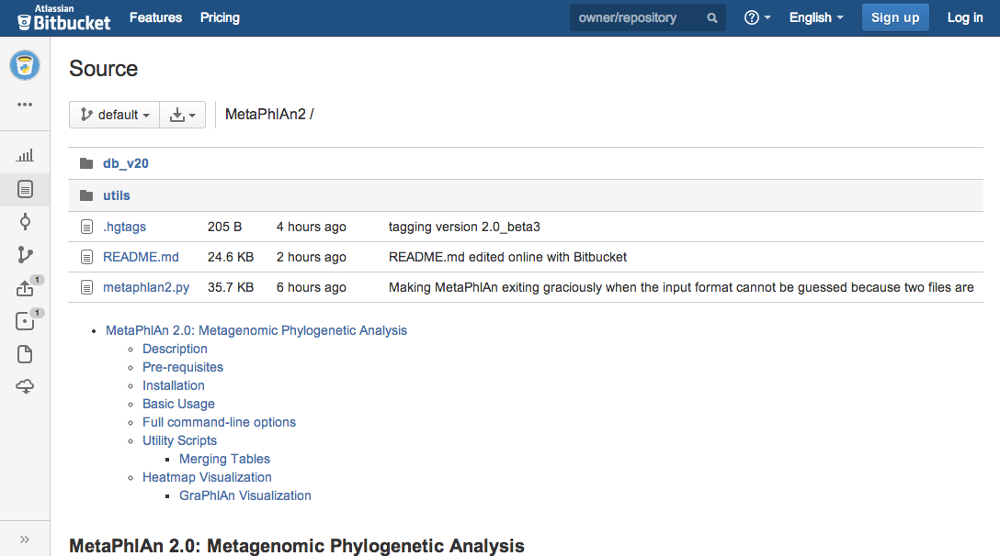 Atlassian
Bitbucket Features Pricing owner/repository English Sign up Log in
Source
default MetaPhlAn2 /
db_v20
utils
.hgtags 205 B 4 hours ago tagging version 2.0_beta3
README.md 24.6 KB 2 hours ago README.md edited online with Bitbucket
1
metaphlan2.py 35.7 KB 6 hours ago Making MetaPhlAn exiting graciously when the input format cannot be guessed because two files are
1
MetaPhlAn 2.0: Metagenomic Phylogenetic Analysis
Description
Pre-requisites
Installation
Basic Usage
Full command-line options
Utility Scripts
Merging Tables
Heatmap Visualization
GraPhlAn Visualization
MetaPhlAn 2.0: Metagenomic Phylogenetic Analysis